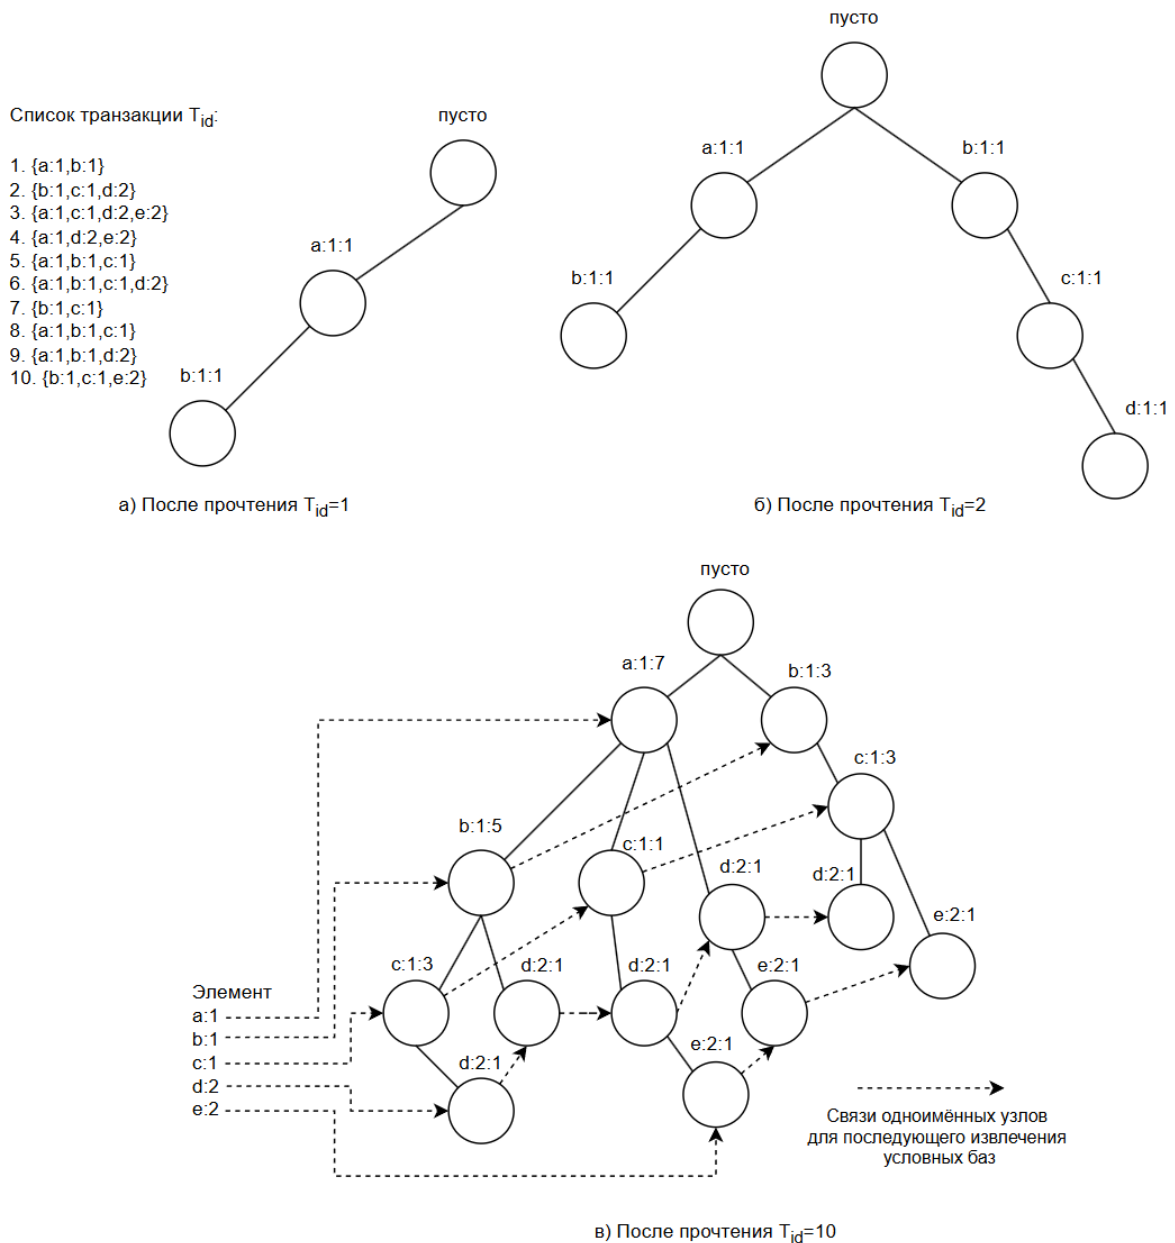 пусто
Список транзакции T_id:
1. {a:1,b:1}
2. {b:1,c:1,d:2}
3. {a:1,c:1,d:2,e:2}
4. {a:1,d:2,e:2}
5. {a:1,b:1,c:1}
6. {a:1,b:1,c:1,d:2}
7. {b:1,c:1}
8. {a:1,b:1,c:1}
9. {a:1,b:1,d:2}
10. {b:1,c:1,e:2}
пусто
a:1:1
b:1:1
а) После прочтения T_id=1
a:1:1
b:1:1
b:1:1
c:1:1
d:1:1
б) После прочтения T_id=2
пусто
a:1:7
b:1:3
c:1:3
b:1:5
c:1:1
d:2:1
d:2:1
e:2:1
c:1:3
d:2:1
d:2:1
e:2:1
d:2:1
e:2:1
Элемент
a:1
b:1
c:1
d:2
e:2
Связи одноимённых узлов
для последующего извлечения
условных баз
в) После прочтения T_id=10